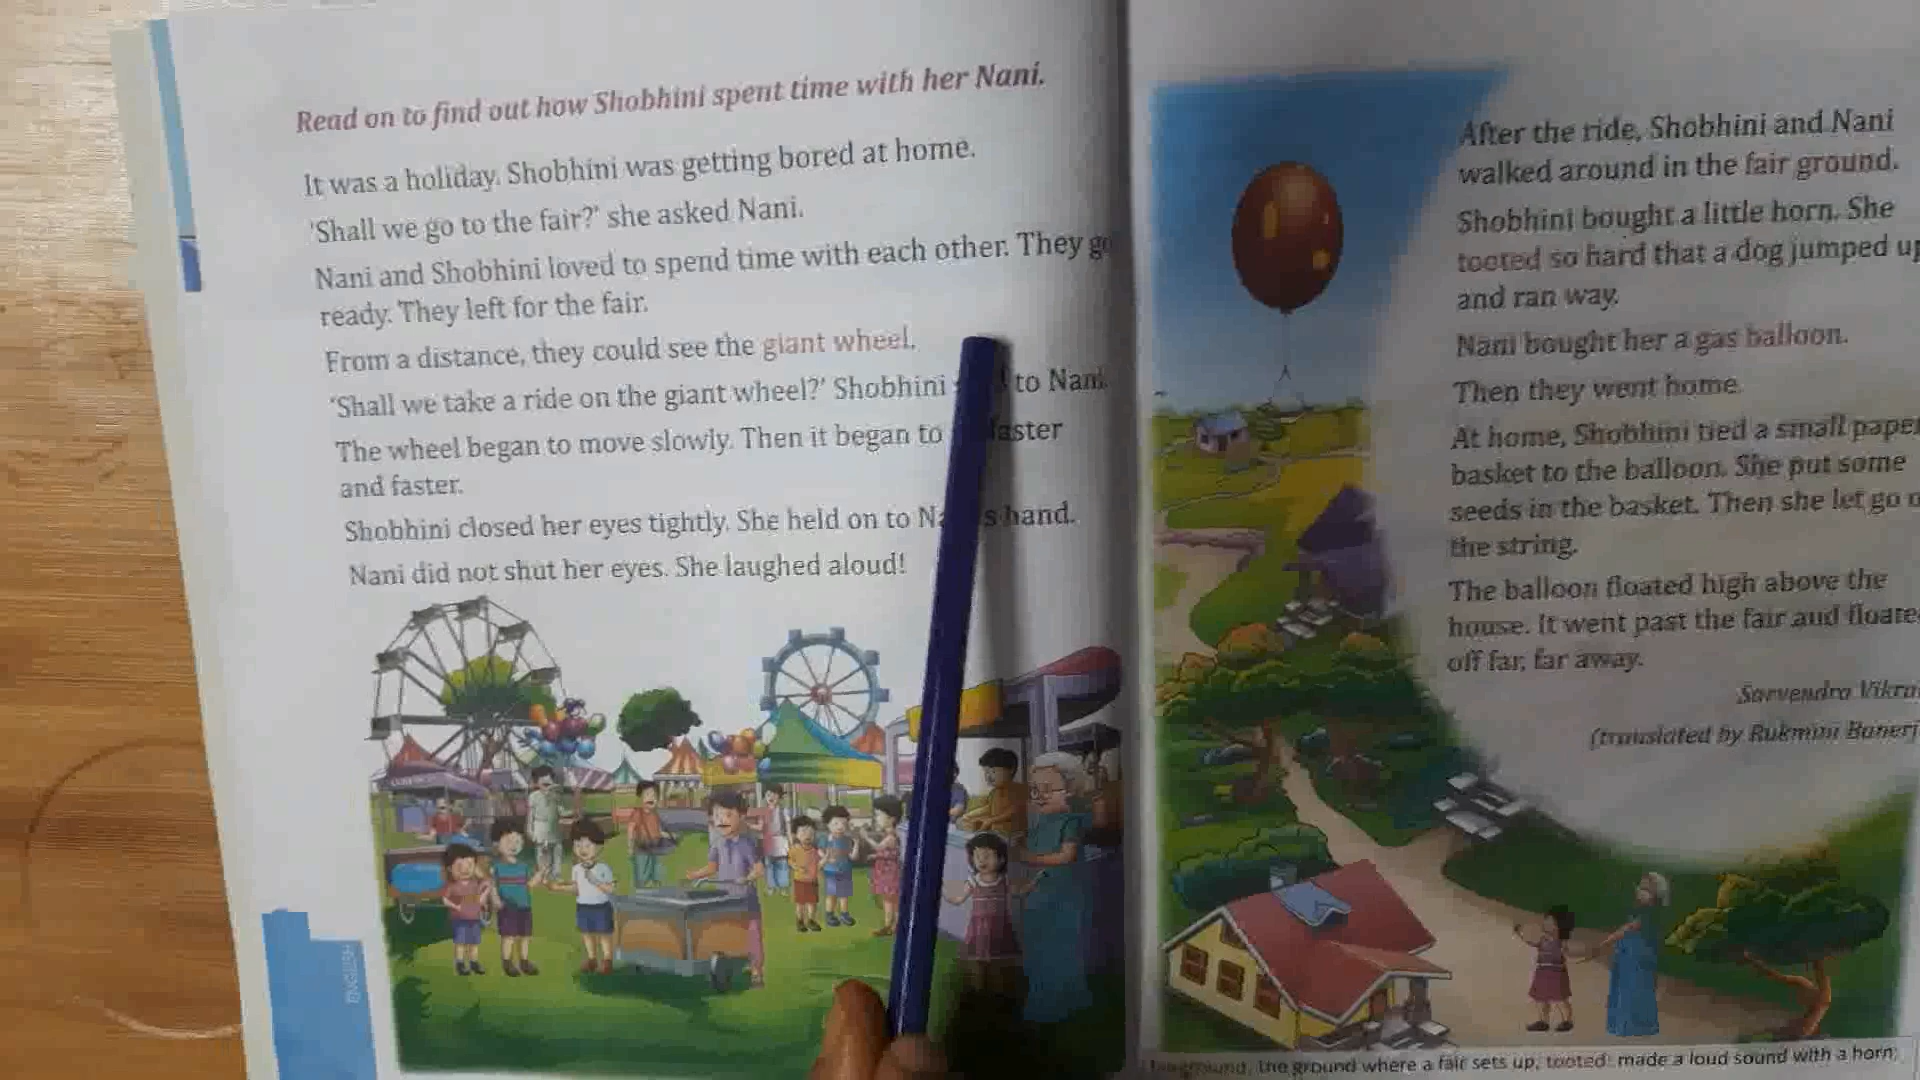 Read on to find out how Shobhini spent time with her Nani.
It was a holiday. Shobhini was getting bored at home.
'Shall we go to the fair?' she asked Nani.
Nani and Shobhini loved to spend time with each other. They
ready. They left for the fair.
From a distance, they could see the giant wheel.
'Shall we take a ride on the giant wheel?' Shobhini to Nani.
The wheel began to move slowly. Then it began to faster
and faster.
Shobhini closed her eyes tightly. She held on to hand.
Nani did not shut her eyes. She laughed aloud!
ENGLISH
After the ride, Shobhini and Nani
walked around in the fair ground.
Shobhini bought a little horn. She
tooted so hard that a dog jumped up
and ran way.
Nani bought her a gas balloon.
Then they went home.
At home, Shobhini tied a small paper
basket to the balloon. She put some
seeds in the basket. Then she let go
the string.
The balloon floated high above the
house. It went past the fair and
off far, far away.
Sarvendra
(translated by Rukmini
the ground where a fair sets up; tooted: made a loud sound with a horn;